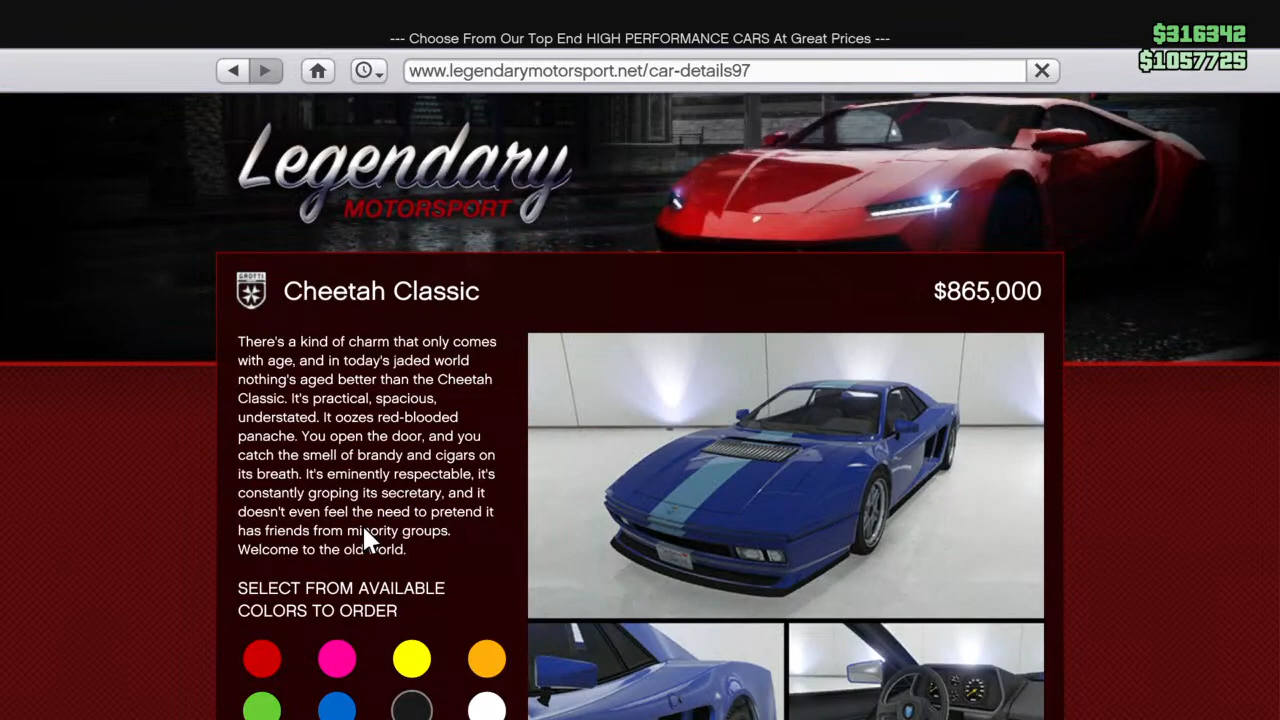 --- Choose From Our Top End HIGH PERFORMANCE CARS At Great Prices ---
$316342
$1057725
www.legendarymotorsport.net/car-details97
Legendary
MOTORSPORT
GROTTI
Cheetah Classic
$865,000
There's a kind of charm that only comes
with age, and in today's jaded world
nothing's aged better than the Cheetah
Classic. It's practical, spacious,
understated. It oozes red-blooded
panache. You open the door, and you
catch the smell of brandy and cigars on
its breath. It's eminently respectable, it's
constantly groping its secretary, and it
doesn't even feel the need to pretend it
has friends from minority groups.
Welcome to the old world.
SELECT FROM AVAILABLE
COLORS TO ORDER